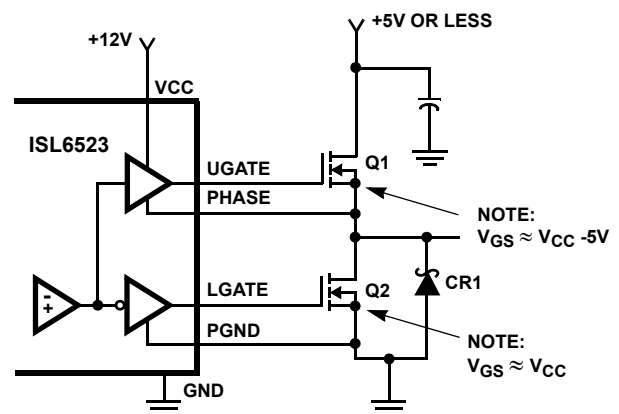 +12V
+5V OR LESS
VCC
ISL6523
UGATE
Q1
PHASE
NOTE:
VGS ≈ VCC -5V
- +
LGATE
Q2
CR1
PGND
NOTE:
VGS ≈ VCC
GND